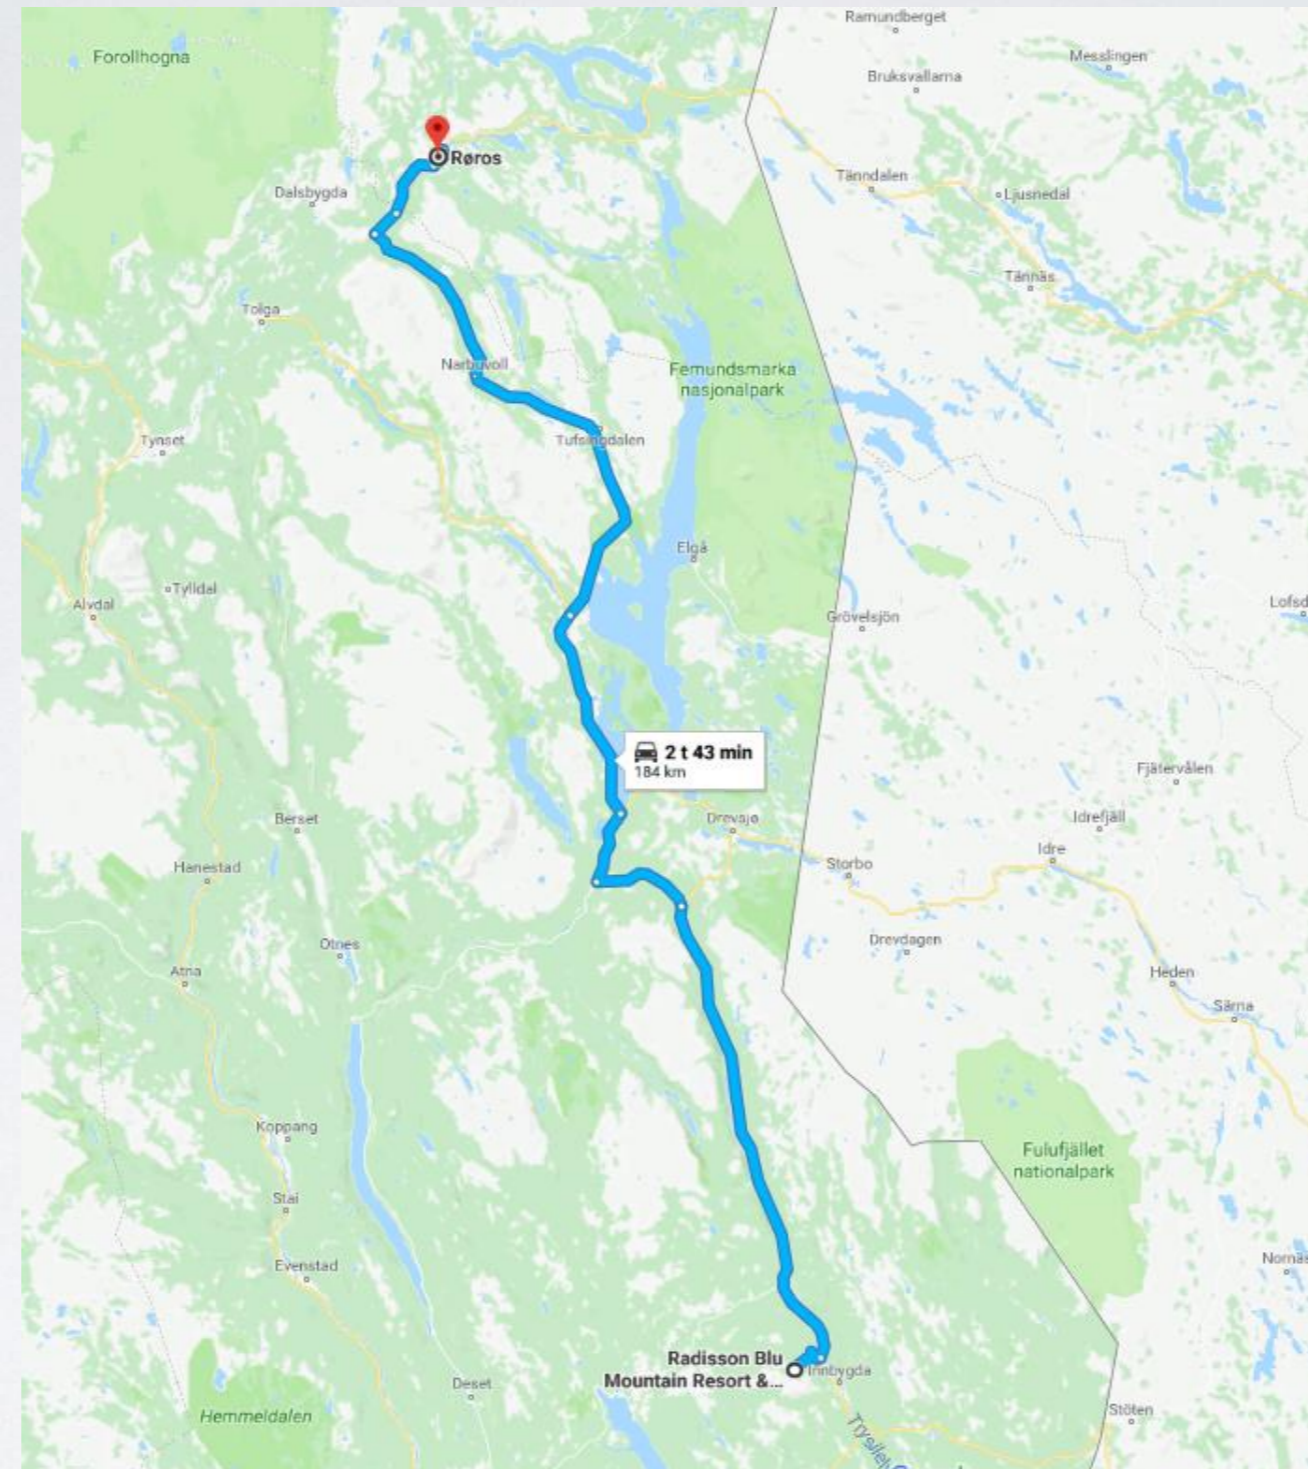 Ramundberget
Forollhogna
Messlingen
Bruksvallarna
Røros
Tänndalen
Dalsbygda
Ljusnedal
Tännäs
Tolga
Narbuvoll
Femundsmarka
nasjonalpark
Tynset
Tufsingdalen
Elgå
Tylldal
Alvdal
Grövelsjön
Lofsd
2 t 43 min
184 km
Fjätervålen
Berset
Drevsjø
Idrefjäll
Idre
Hanestad
Storbo
Otnes
Drevdagen
Atna
Heden
Särna
Koppang
Fulufjället
nationalpark
Stai
Evenstad
Nornäs
Radisson Blu
Mountain Resort &...
Innbygda
Deset
Hemmeldalen
Stöten
Trysilelv